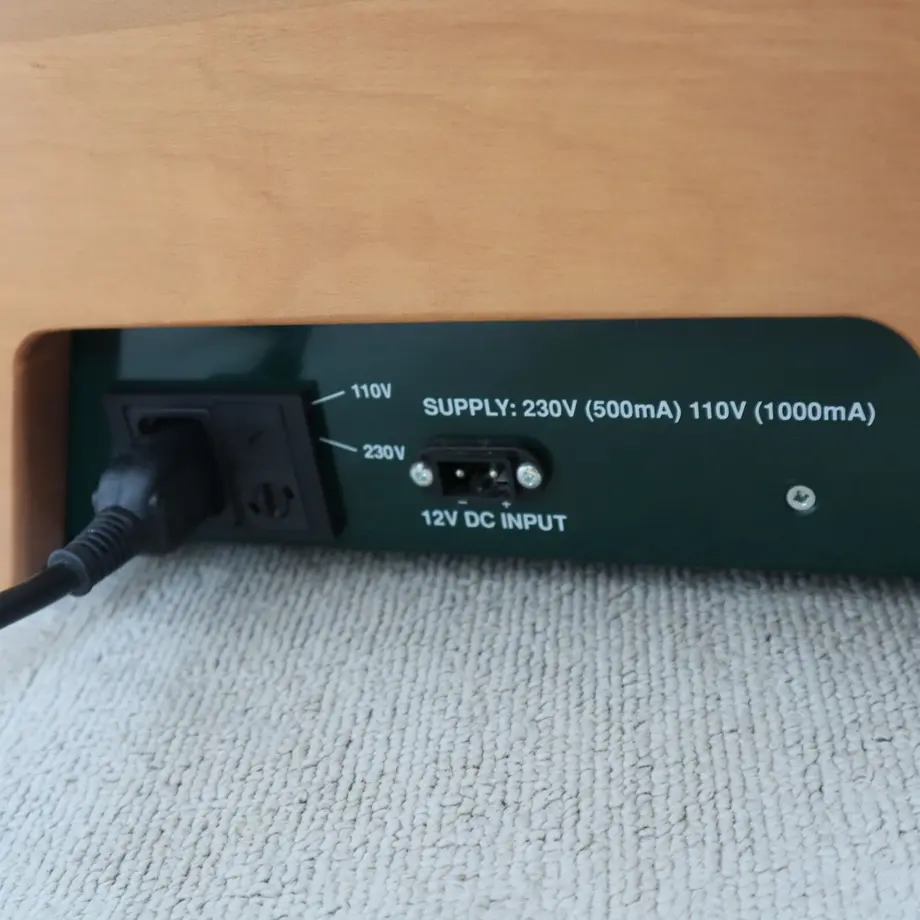 110V
SUPPLY: 230V (500mA) 110V (1000mA)
230V
- +
12V DC INPUT